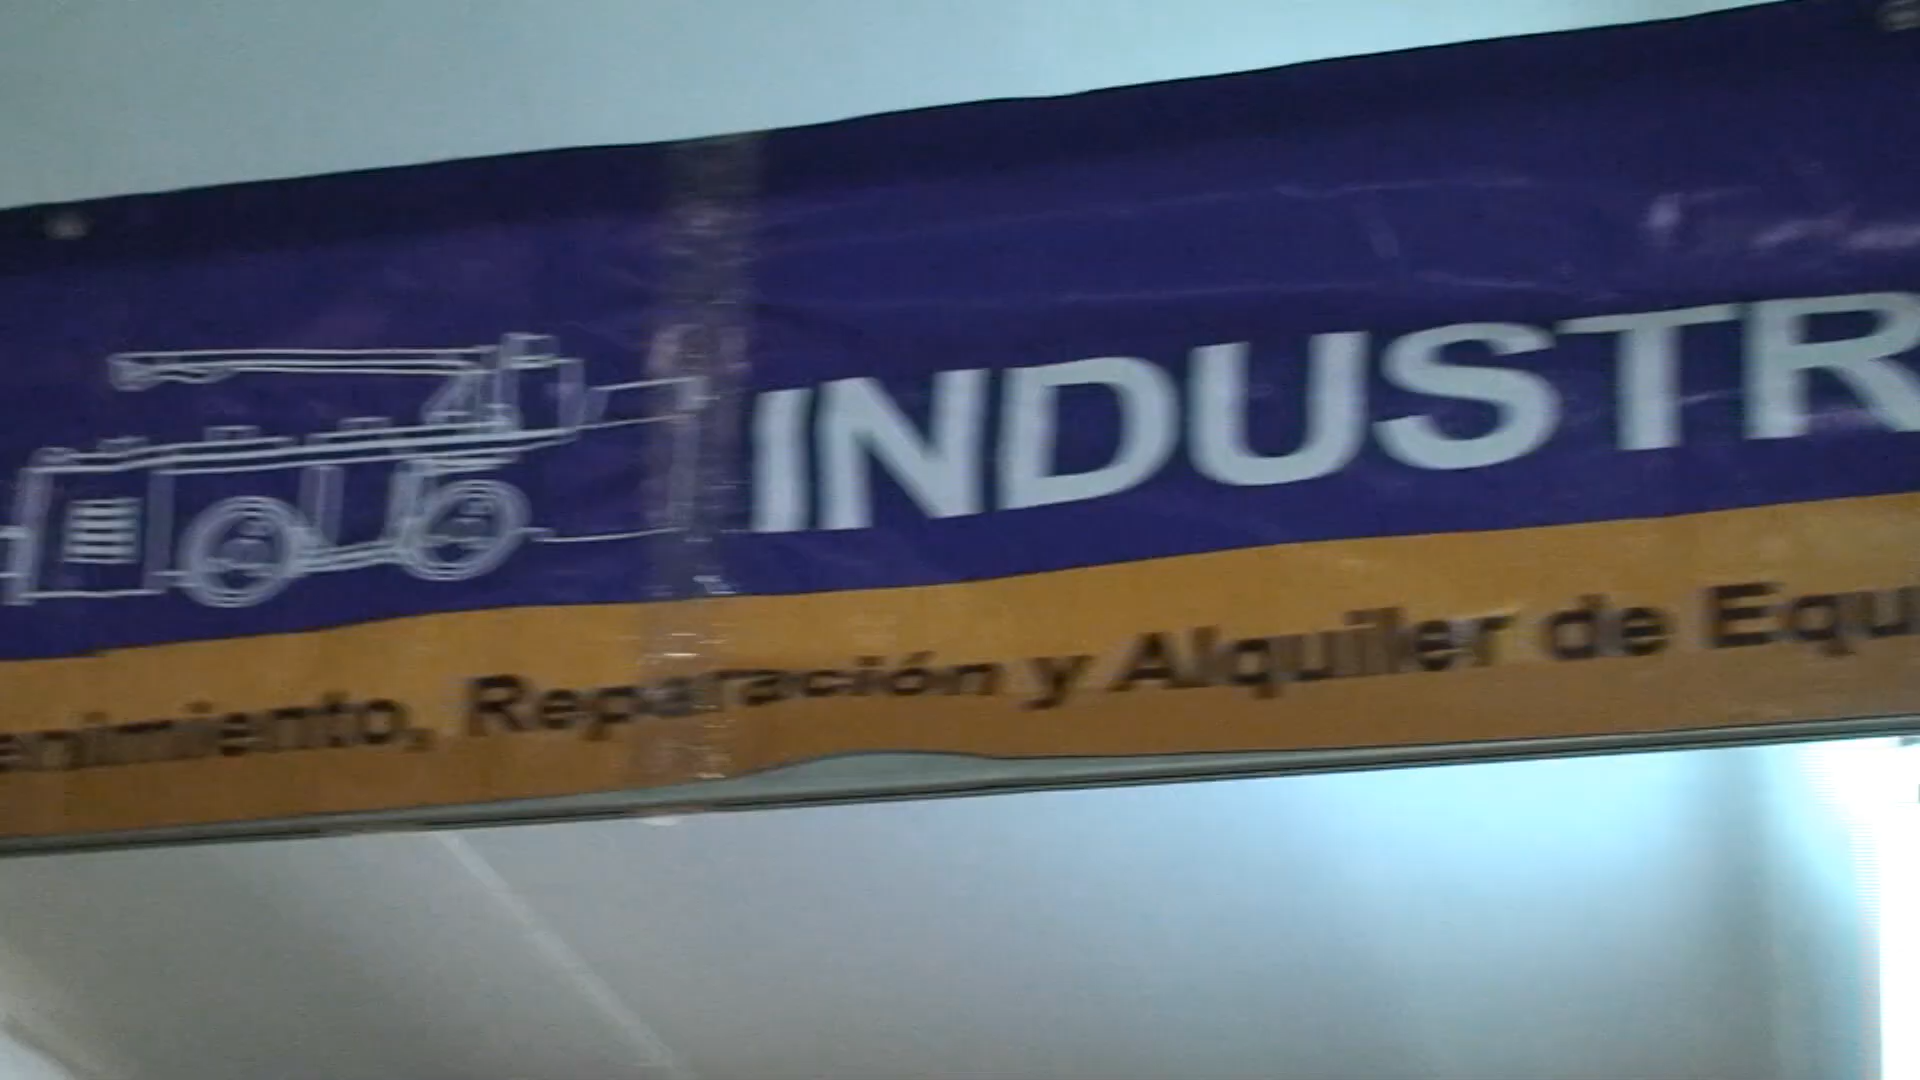 INDUSTR
enimiento, Reparación y Alquiler de Equ